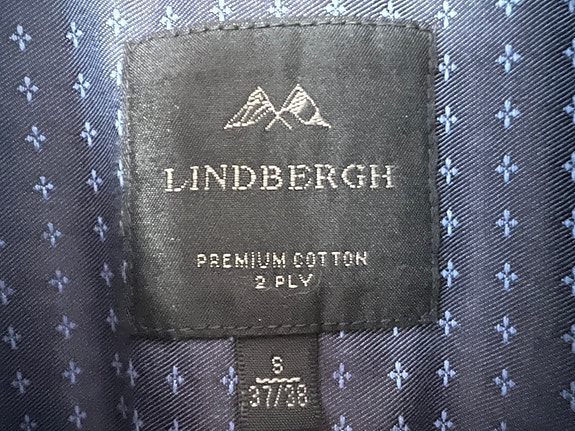 LINDBERGH
PREMIUM COTTON
2 PLY
S
37/38